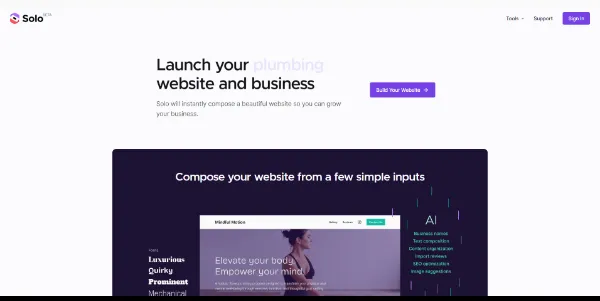 Solo BETA
Tools
Support
Sign In
Launch your plumbing
website and business
Solo will instantly compose a beautiful website so you can grow
your business.
Build Your Website →
Compose your website from a few simple inputs
Mindful Motion
Elevate your body
Empower your mind
Luxurious
Quirky
Prominent
Mechanical
AI
Business names
Text composition
Content organization
Import reviews
SEO automation
Image suggestions